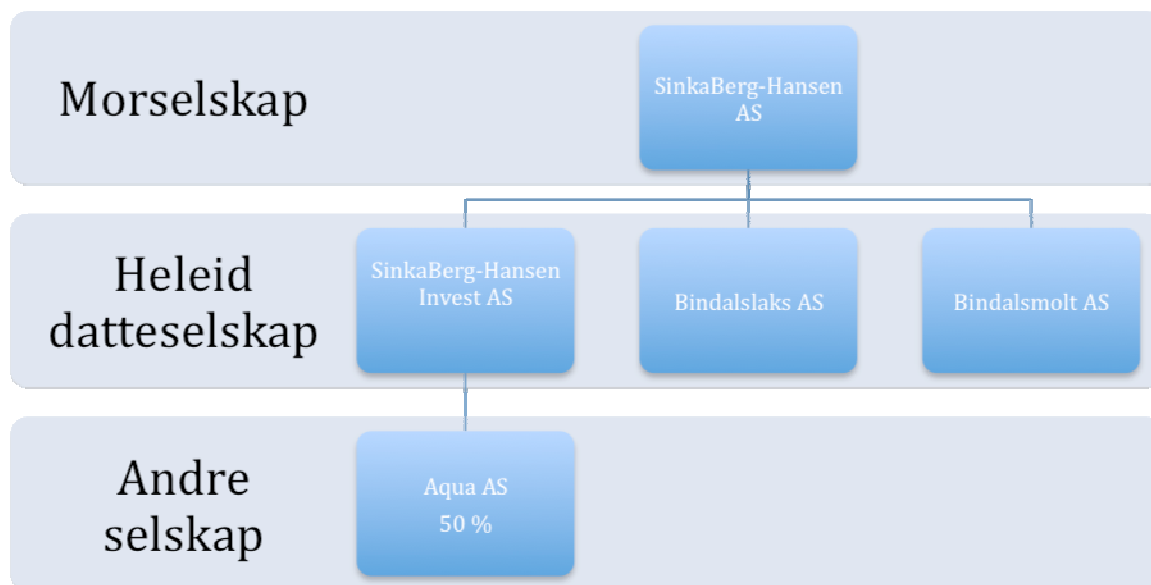 Morselskap
SinkaBerg-Hansen
AS
Heleid
datteselskap
SinkaBerg-Hansen
Invest AS
Bindalslaks AS
Bindalsmolt AS
Andre
selskap
Aqua AS
50 %